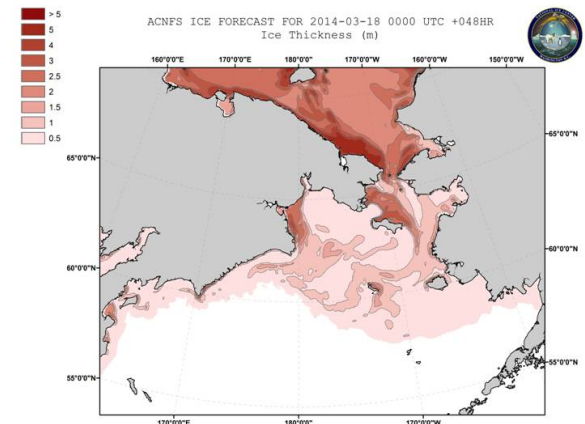 ACNFS ICE FORECAST FOR 2014-03-18 0000 UTC +048HR
Ice Thickness (m)
> 5
5
4
3
2.5
2
1.5
1
0.5
160°0'0"E 170°0'0"E 180°0'0" 170°0'0"W 160°0'0"W 150°0'0"W
65°0'0"N
65°0'0"N
60°0'0"N
60°0'0"N
55°0'0"N
55°0'0"N
170°0'0"E 180°0'0" 170°0'0"W